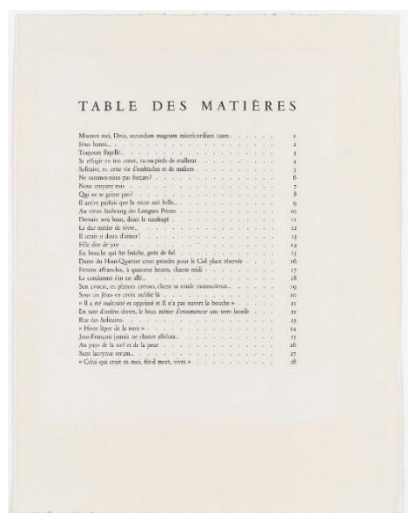 TABLE DES MATIÈRES
Miserere mei, Deus, secundum magnam misericordiam tuam . . . . . . 1
Jésus honni... . . . . . . 2
Toujours flagellé... . . . . . . 3
Se réfugie en ton cœur, va-nu-pieds de malheur . . . . . . 4
Solitaire, en cette vie d'embûches et de malices . . . . . . 5
Ne sommes-nous pas forçats? . . . . . . 6
Nous croyant rois . . . . . . 7
Qui ne se grime pas? . . . . . . 8
Il arrive parfois que la route soit belle... . . . . . . 9
Au vieux faubourg des Longues Peines . . . . . . 10
Demain sera beau, disait le naufragé . . . . . . 11
Le dur métier de vivre... . . . . . . 12
Il serait si doux d'aimer! . . . . . . 13
Fille dite de joie . . . . . . 14
En bouche qui fut fraîche, goût de fiel . . . . . . 15
Dame du Haut-Quartier croit prendre pour le Ciel place réservée . . . . . . 16
Femme affranchie, à quatorze heures, chante midi . . . . . . 17
Le condamné s'en est allé... . . . . . . 18
Son avocat, en phrases creuses, clame sa totale inconscience... . . . . . . 19
Sous un Jésus en croix oublié là . . . . . . 20
« Il a été maltraité et opprimé et il n'a pas ouvert la bouche » . . . . . . 21
En tant d'ordres divers, le beau métier d'ensemencer une terre hostile . . . . . . 22
Rue des Solitaires . . . . . . 23
« Hiver lèpre de la terre » . . . . . . 24
Jean-François jamais ne chante alleluia... . . . . . . 25
Au pays de la soif et de la peur . . . . . . 26
Sunt lacrymae rerum... . . . . . . 27
« Celui qui croit en moi, fût-il mort, vivra » . . . . . . 28